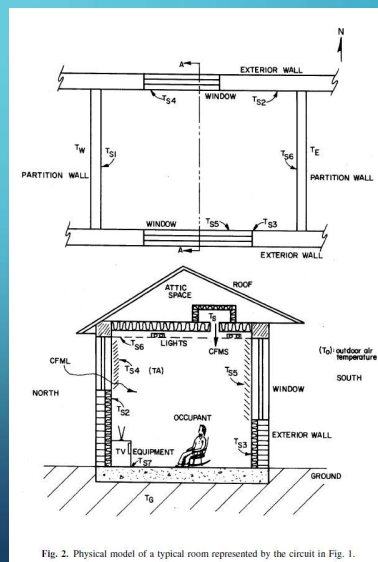 N
A
EXTERIOR WALL
WINDOW
TS4
TS2
TW
TS1
TS6
TE
PARTITION WALL
PARTITION WALL
WINDOW
TS5
TS3
A
EXTERIOR WALL
ATTIC
SPACE
ROOF
TS
TS6
LIGHTS
CFMS
(TO): outdoor air
temperature
CFML
TS4
(TA)
TS5
NORTH
SOUTH
WINDOW
TS2
OCCUPANT
TS3
EXTERIOR WALL
TV
EQUIPMENT
TS7
GROUND
TG
Fig. 2. Physical model of a typical room represented by the circuit in Fig. 1.